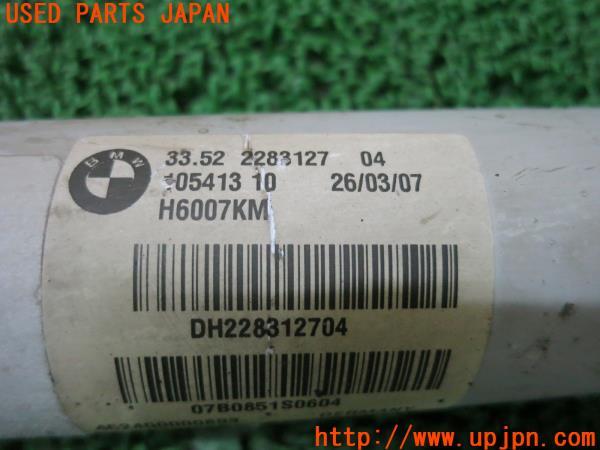 USED PARTS JAPAN
BMW
33.52 2283127 04
105413 10 26/03/07
H6007KM
DH228312704
07B0851S0604
GERMANY
http://www.upjpn.com/